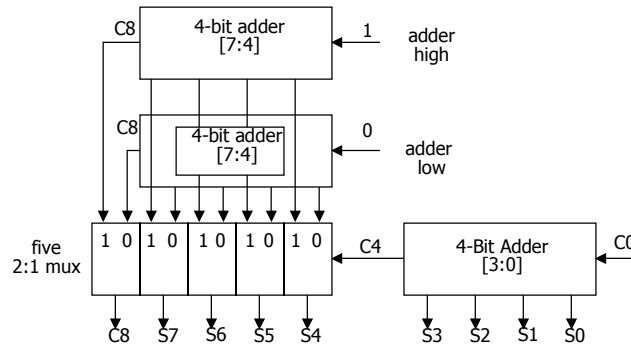 C8
4-bit adder
[7:4]
1
adder
high
C8
4-bit adder
[7:4]
0
adder
low
five
2:1 mux
1 0 1 0 1 0 1 0 1 0
C4
4-Bit Adder
[3:0]
C0
C8 S7 S6 S5 S4
S3 S2 S1 S0